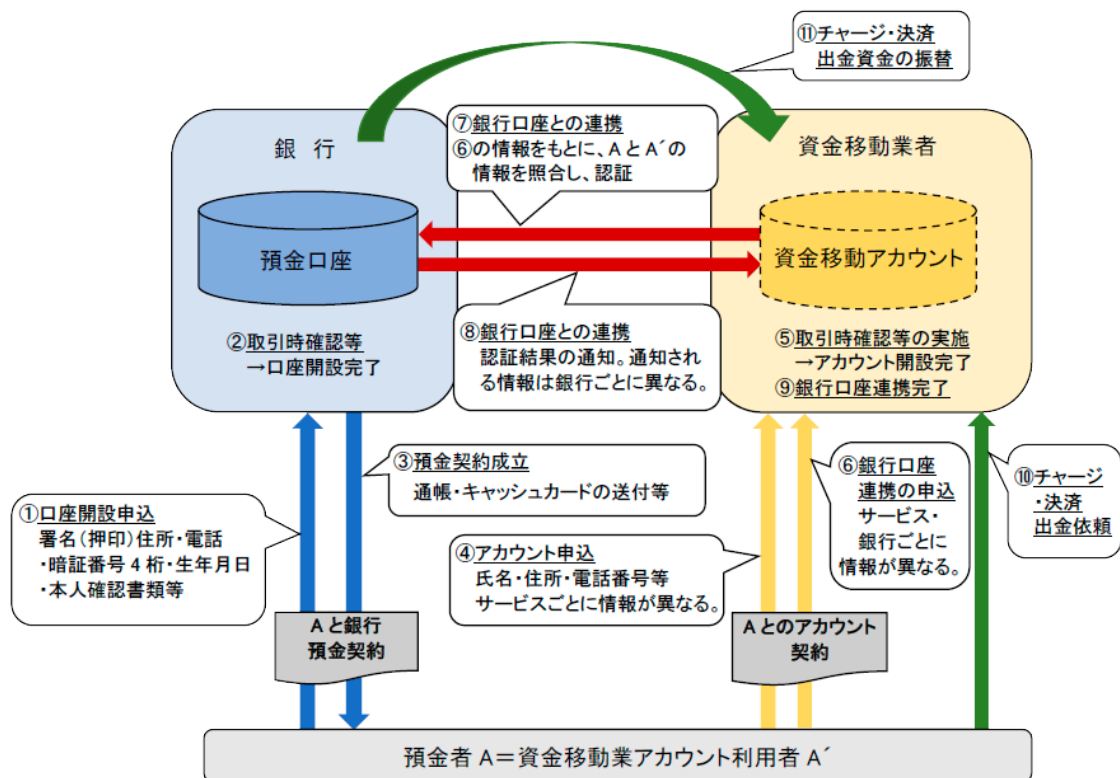 ⑪チャージ・決済
出金資金の振替
銀　行
⑦銀行口座との連携
⑥の情報をもとに、AとA´の
情報を照合し、認証
資金移動業者
預金口座
資金移動アカウント
②取引時確認等
→口座開設完了
⑧銀行口座との連携
認証結果の通知。通知され
る情報は銀行ごとに異なる。
⑤取引時確認等の実施
→アカウント開設完了
⑨銀行口座連携完了
③預金契約成立
通帳・キャッシュカードの送付等
①口座開設申込
署名（押印）住所・電話
・暗証番号４桁・生年月日
・本人確認書類等
④アカウント申込
氏名・住所・電話番号等
サービスごとに情報が異なる。
⑥銀行口座
連携の申込
サービス・
銀行ごとに
情報が異なる。
⑩チャージ
・決済
出金依頼
Aと銀行
預金契約
Aとのアカウント
契約
預金者A＝資金移動業アカウント利用者A´